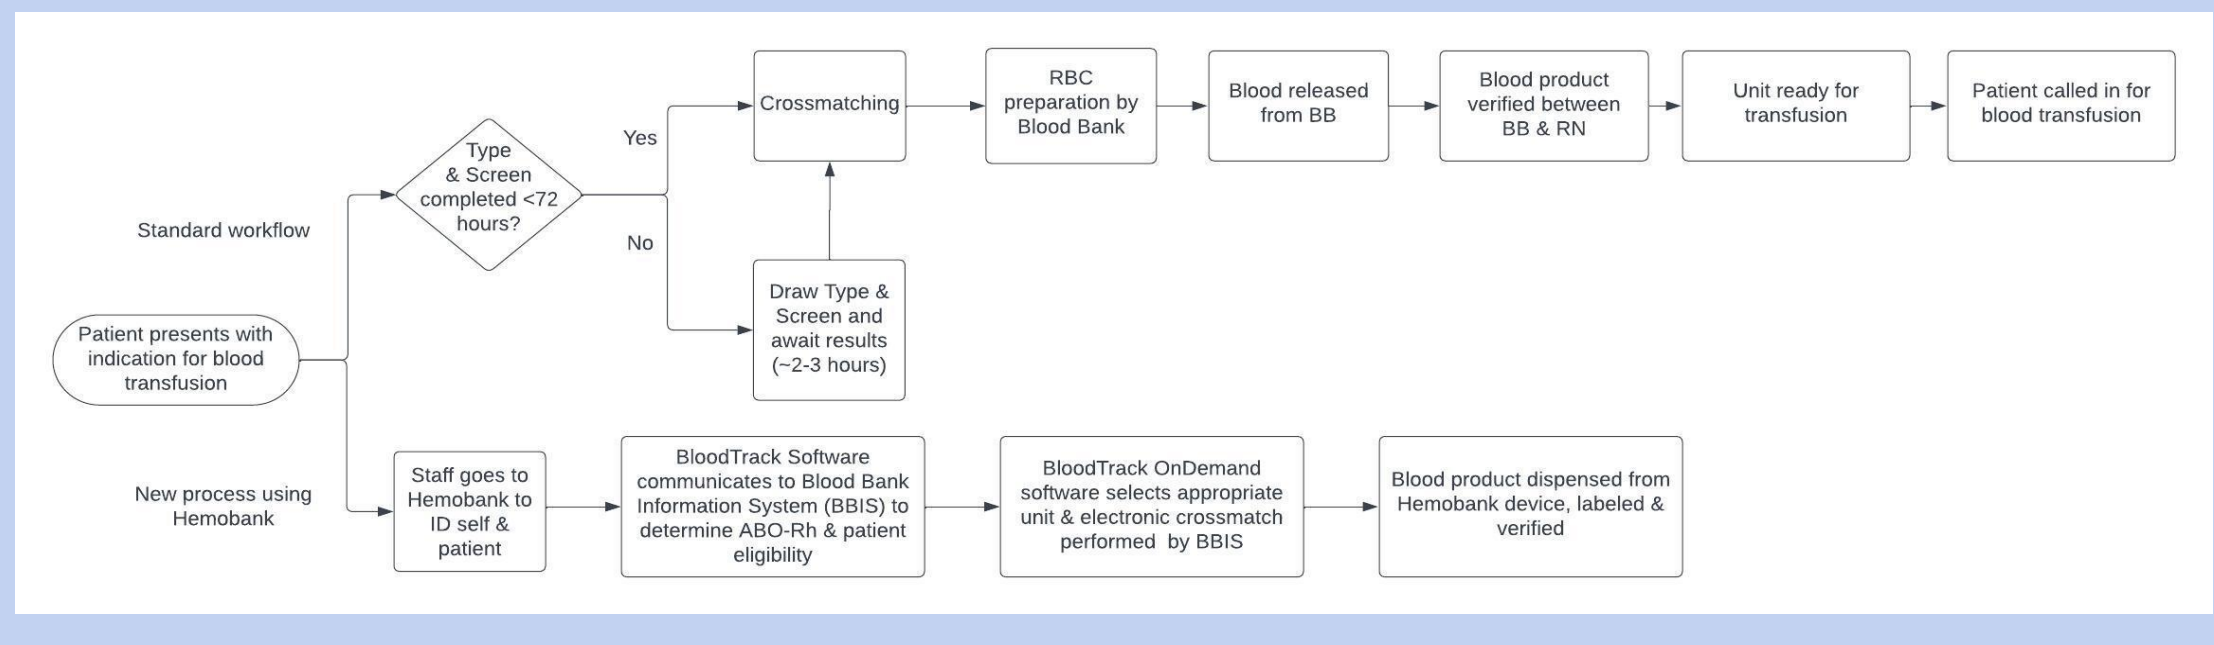 Standard workflow
Patient presents with
indication for blood
transfusion
New process using
Hemobank
Type
& Screen
completed <72
hours?
Yes
No
Crossmatching
Draw Type &
Screen and
await results
(~2-3 hours)
RBC
preparation by
Blood Bank
Blood released
from BB
Blood product
verified between
BB & RN
Unit ready for
transfusion
Patient called in for
blood transfusion
Staff goes to
Hemobank to
ID self &
patient
BloodTrack Software
communicates to Blood Bank
Information System (BBIS) to
determine ABO-Rh & patient
eligibility
BloodTrack OnDemand
software selects appropriate
unit & electronic crossmatch
performed by BBIS
Blood product dispensed from
Hemobank device, labeled &
verified